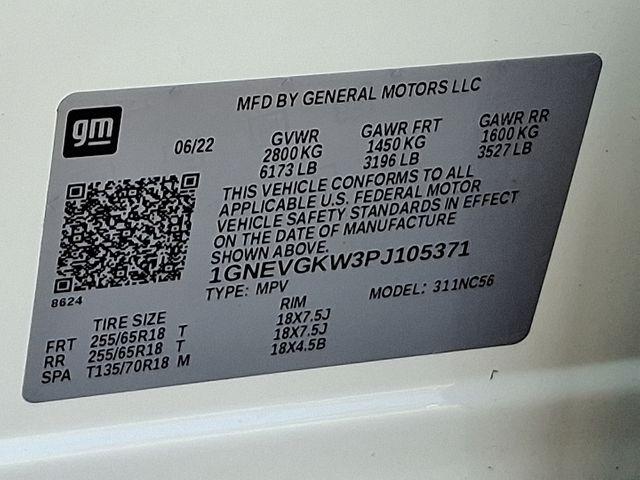 MFD BY GENERAL MOTORS LLC
gm
06/22 GVWR GAWR FRT GAWR RR
2800 KG 1450 KG 1600 KG
6173 LB 3196 LB 3527 LB
THIS VEHICLE CONFORMS TO ALL
APPLICABLE U.S. FEDERAL MOTOR
VEHICLE SAFETY STANDARDS IN EFFECT
ON THE DATE OF MANUFACTURE
SHOWN ABOVE.
1GNEVGKW3PJ105371
8624
TYPE: MPV MODEL: 311NC56
TIRE SIZE RIM
FRT 255/65R18 T 18X7.5J
RR 255/65R18 T 18X7.5J
SPA T135/70R18 M 18X4.5B